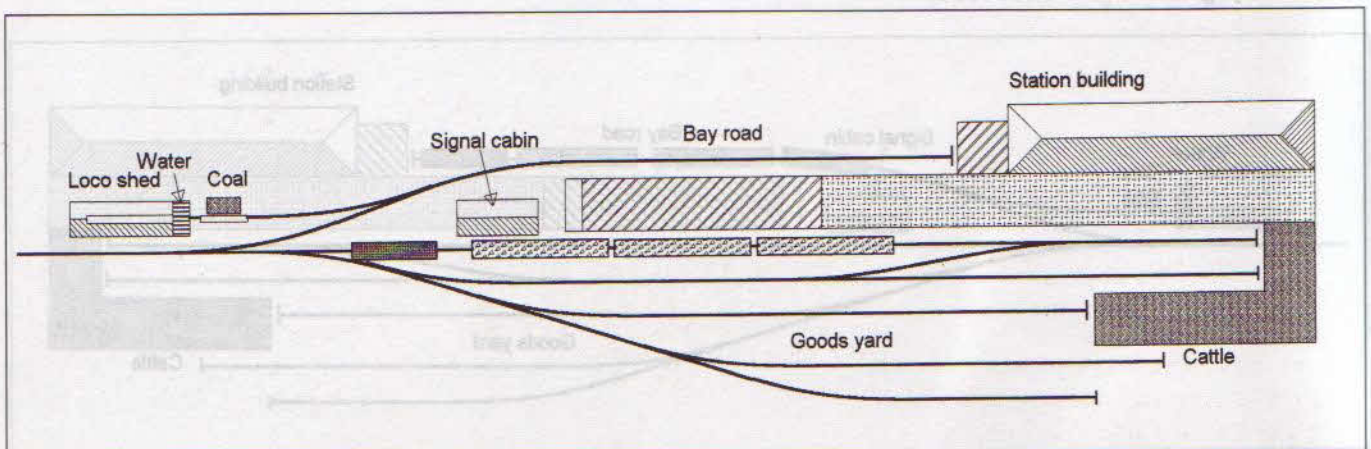 Station building
Signal cabin
Bay road
Water
Loco shed
Coal
Goods yard
Cattle